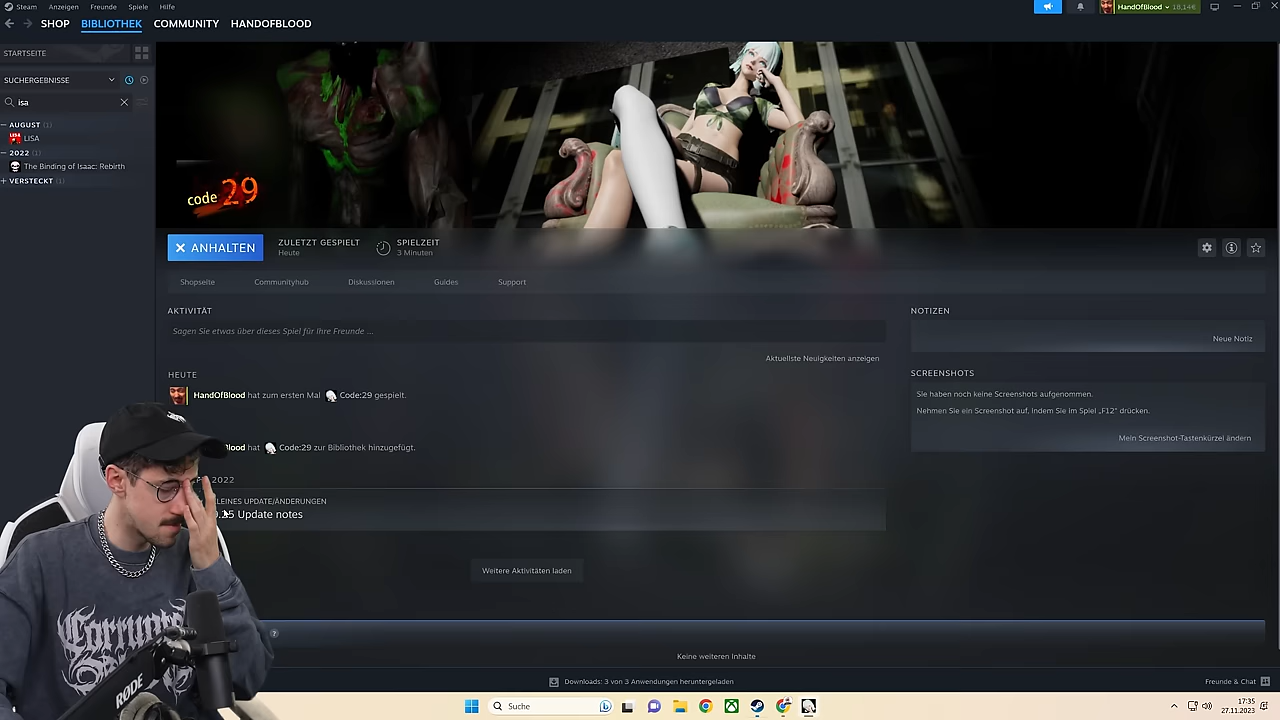 Steam Anzeigen Freunde Spiele Hilfe
HandOfBlood 18,14€
SHOP BIBLIOTHEK COMMUNITY HANDOFBLOOD
STARTSEITE
SUCHERGEBNISSE
isa
AUGUST (1)
LISA
2022 (1)
The Binding of Isaac: Rebirth
VERSTECKT (1)
code 29
ANHALTEN
ZULETZT GESPIELT
Heute
SPIELZEIT
3 Minuten
Shopseite Communityhub Diskussionen Guides Support
AKTIVITÄT
Sagen Sie etwas über dieses Spiel für Ihre Freunde ...
Aktuellste Neuigkeiten anzeigen
HEUTE
HandOfBlood hat zum ersten Mal Code:29 gespielt.
Blood hat Code:29 zur Bibliothek hinzugefügt.
2022
LEINES UPDATE/ÄNDERUNGEN
.15 Update notes
Weitere Aktivitäten laden
NOTIZEN
Neue Notiz
SCREENSHOTS
Sie haben noch keine Screenshots aufgenommen.
Nehmen Sie ein Screenshot auf, indem Sie im Spiel „F12" drücken.
Mein Screenshot-Tastenkürzel ändern
?
Keine weiteren Inhalte
Downloads: 3 von 3 Anwendungen heruntergeladen
Freunde & Chat
RØDE
Suche
17:35
27.11.2023